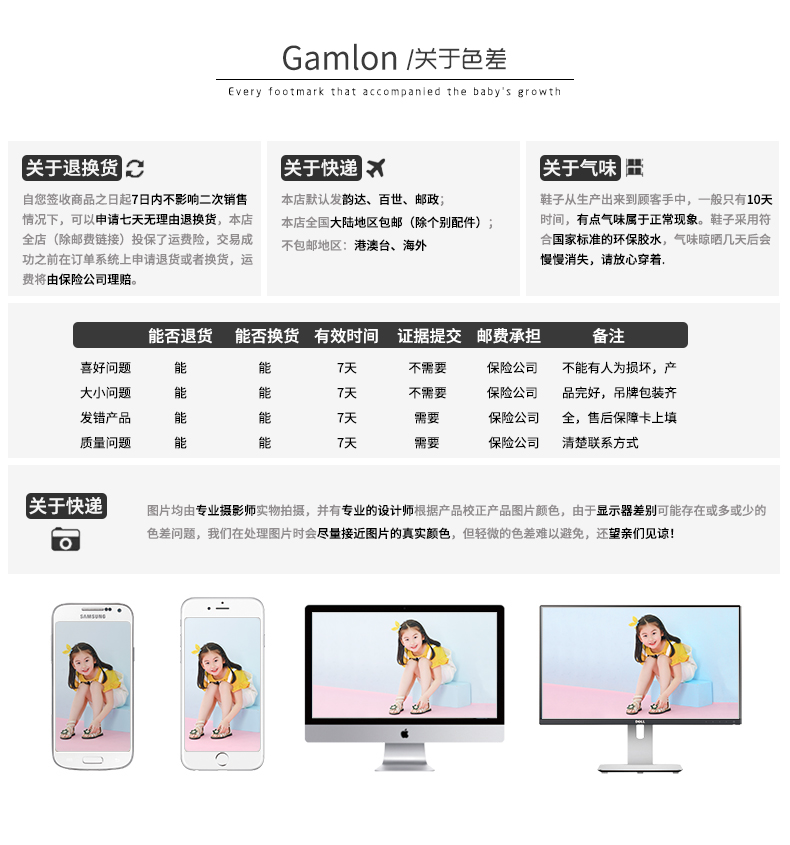 Gamlon /关于色差
Every footmark that accompanied the baby's growth
关于退换货
自您签收商品之日起7日内不影响二次销售
情况下，可以申请七天无理由退换货，本店
全店（除邮费链接）投保了运费险，交易成
功之前在订单系统上申请退货或者换货，运
费将由保险公司理赔。
关于快递
本店默认发韵达、百世、邮政；
本店全国大陆地区包邮（除个别配件）；
不包邮地区：港澳台、海外
关于气味
鞋子从生产出来到顾客手中，一般只有10天
时间，有点气味属于正常现象。鞋子采用符
合国家标准的环保胶水，气味晾晒几天后会
慢慢消失，请放心穿着.
能否退货 能否换货 有效时间 证据提交 邮费承担 备注
喜好问题 能 能 7天 不需要 保险公司 不能有人为损坏，产
大小问题 能 能 7天 不需要 保险公司 品完好，吊牌包装齐
发错产品 能 能 7天 需要 保险公司 全，售后保障卡上填
质量问题 能 能 7天 需要 保险公司 清楚联系方式
关于快递
图片均由专业摄影师实物拍摄，并有专业的设计师根据产品校正产品图片颜色，由于显示器差别可能存在或多或少的
色差问题，我们在处理图片时会尽量接近图片的真实颜色，但轻微的色差难以避免，还望亲们见谅！
SAMSUNG
DELL